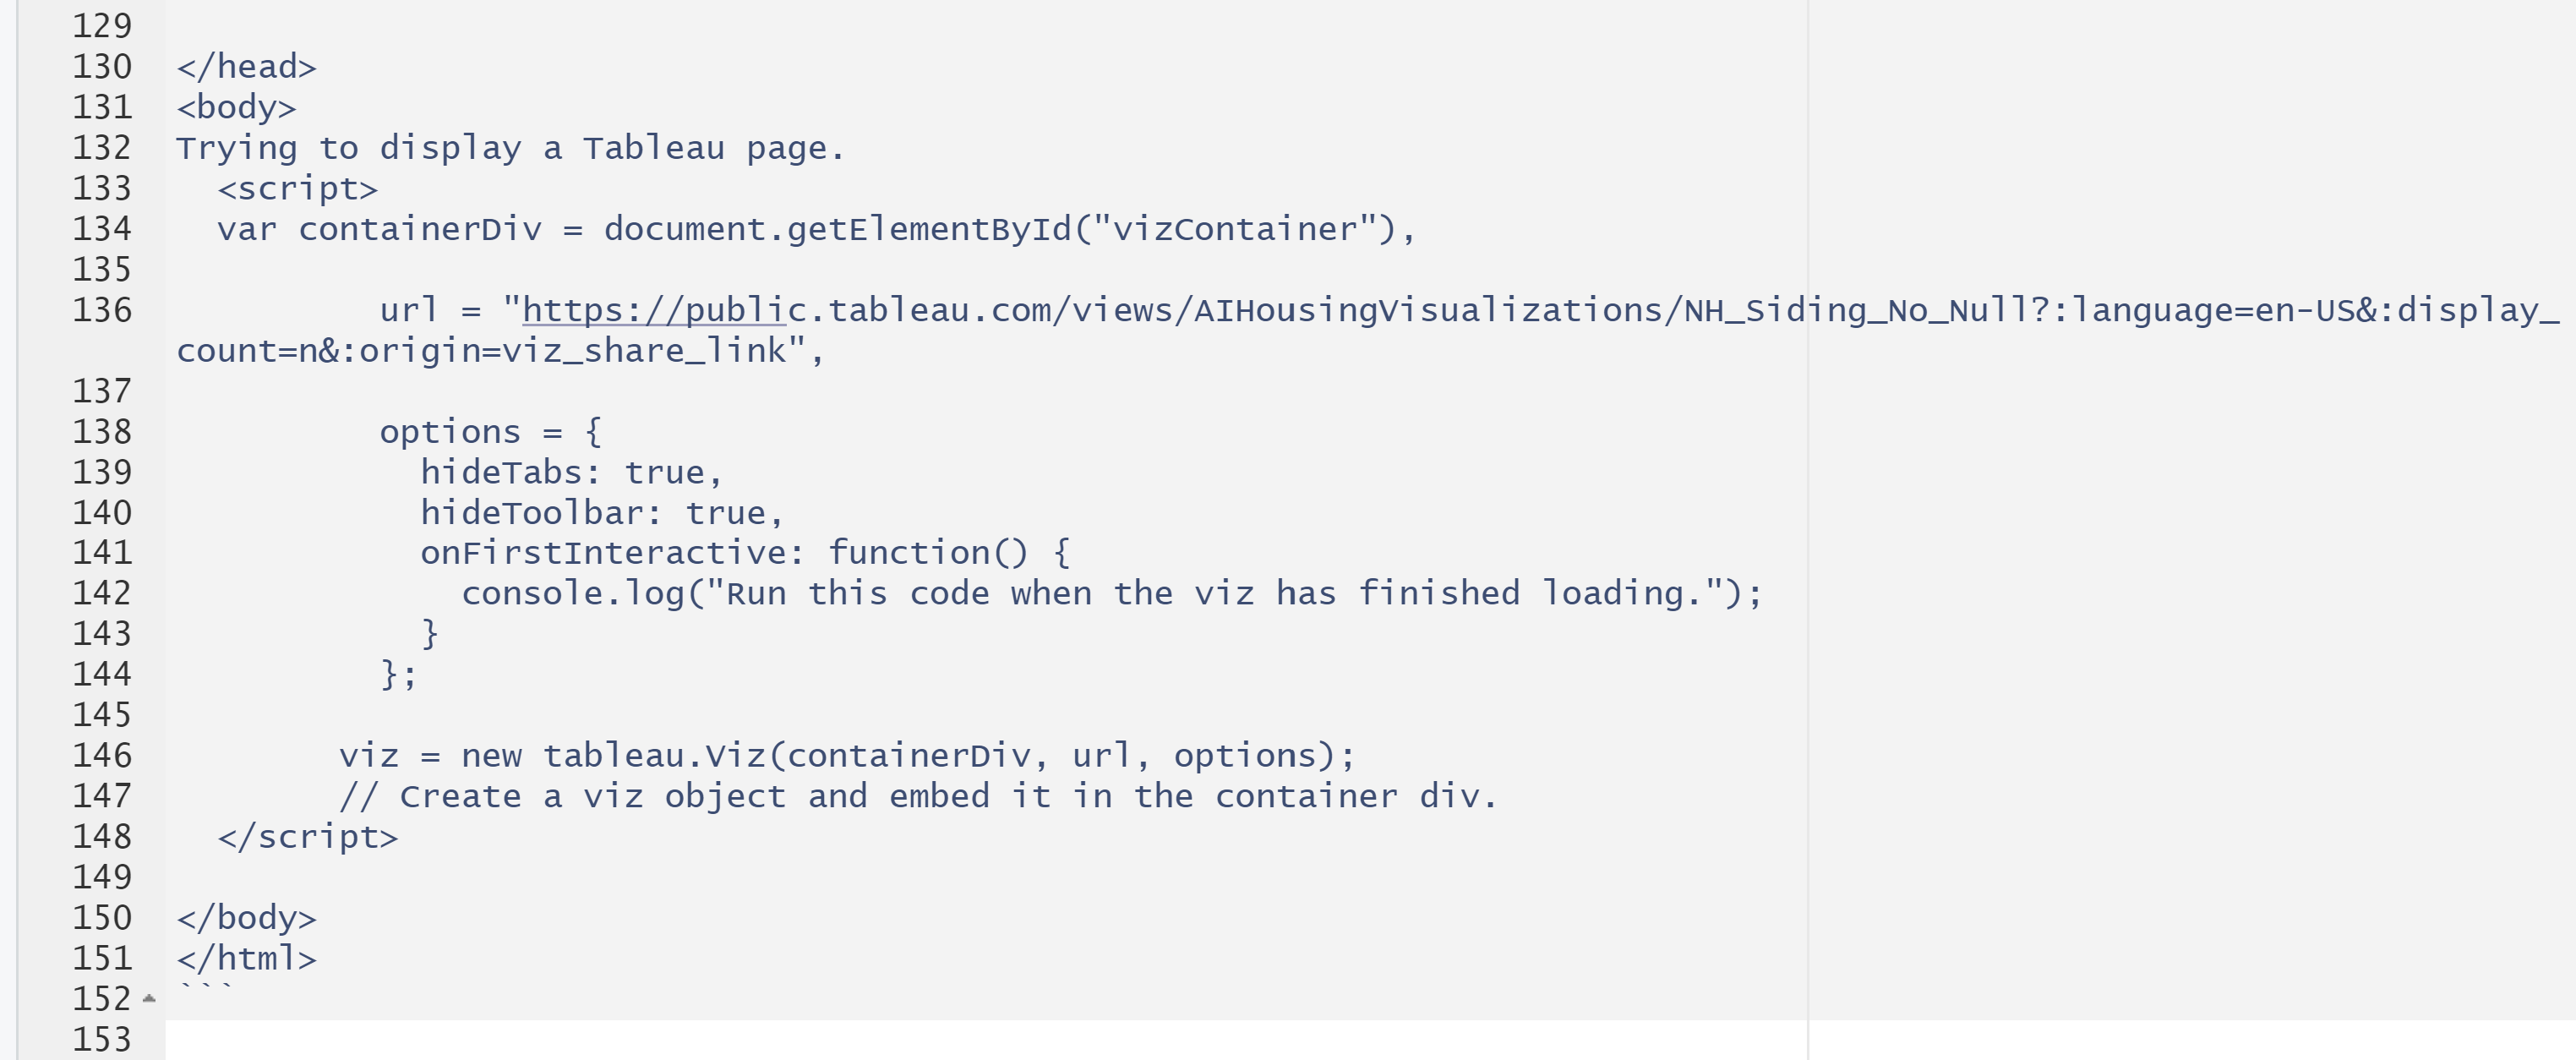 129
130 </head>
131 <body>
132 Trying to display a Tableau page.
133   <script>
134   var containerDiv = document.getElementById("vizContainer"),
135
136           url = "https://public.tableau.com/views/AIHousingVisualizations/NH_Siding_No_Null?:language=en-US&:display_
count=n&:origin=viz_share_link",
137
138           options = {
139             hideTabs: true,
140             hideToolbar: true,
141             onFirstInteractive: function() {
142               console.log("Run this code when the viz has finished loading.");
143             }
144           };
145
146         viz = new tableau.Viz(containerDiv, url, options);
147         // Create a viz object and embed it in the container div.
148   </script>
149
150 </body>
151 </html>
152 ```
153